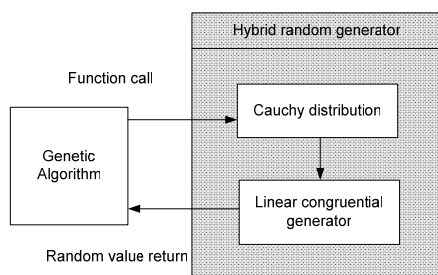 Hybrid random generator
Function call
Cauchy distribution
Genetic
Algorithm
Linear congruential
generator
Random value return